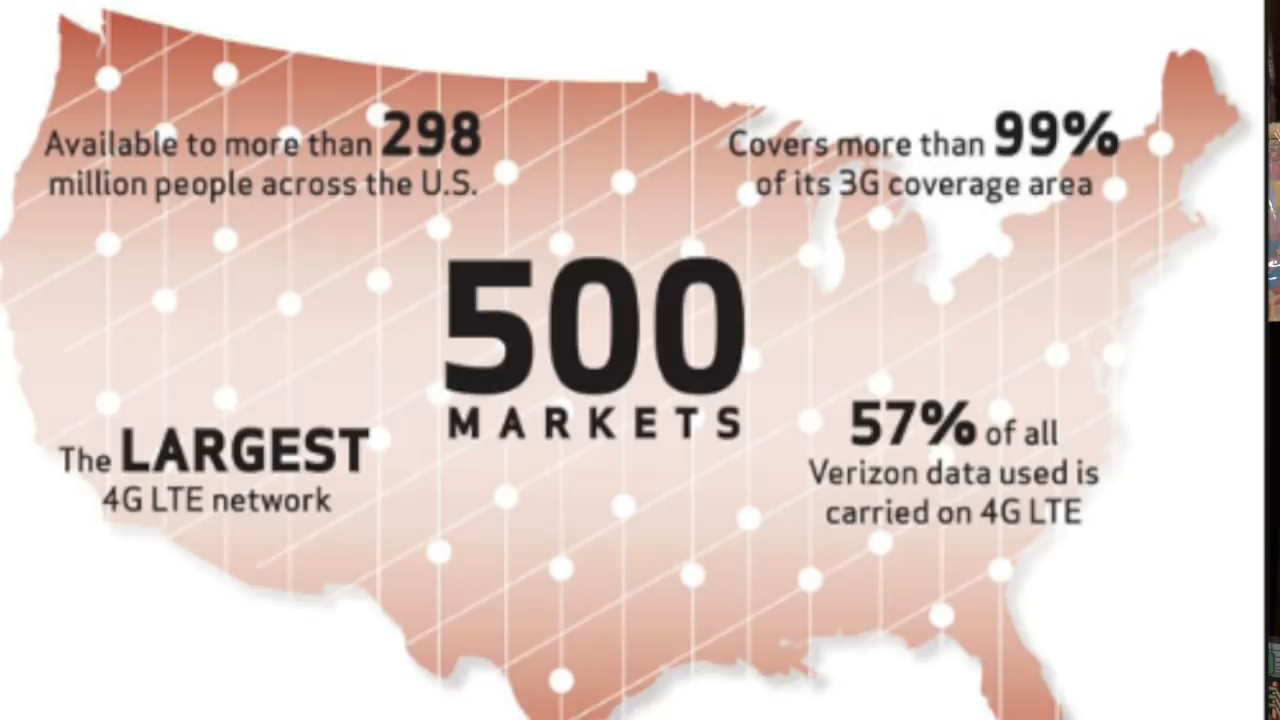 Available to more than 298
million people across the U.S.
Covers more than 99%
of its 3G coverage area
500
MARKETS
The LARGEST
4G LTE network
57% of all
Verizon data used is
carried on 4G LTE